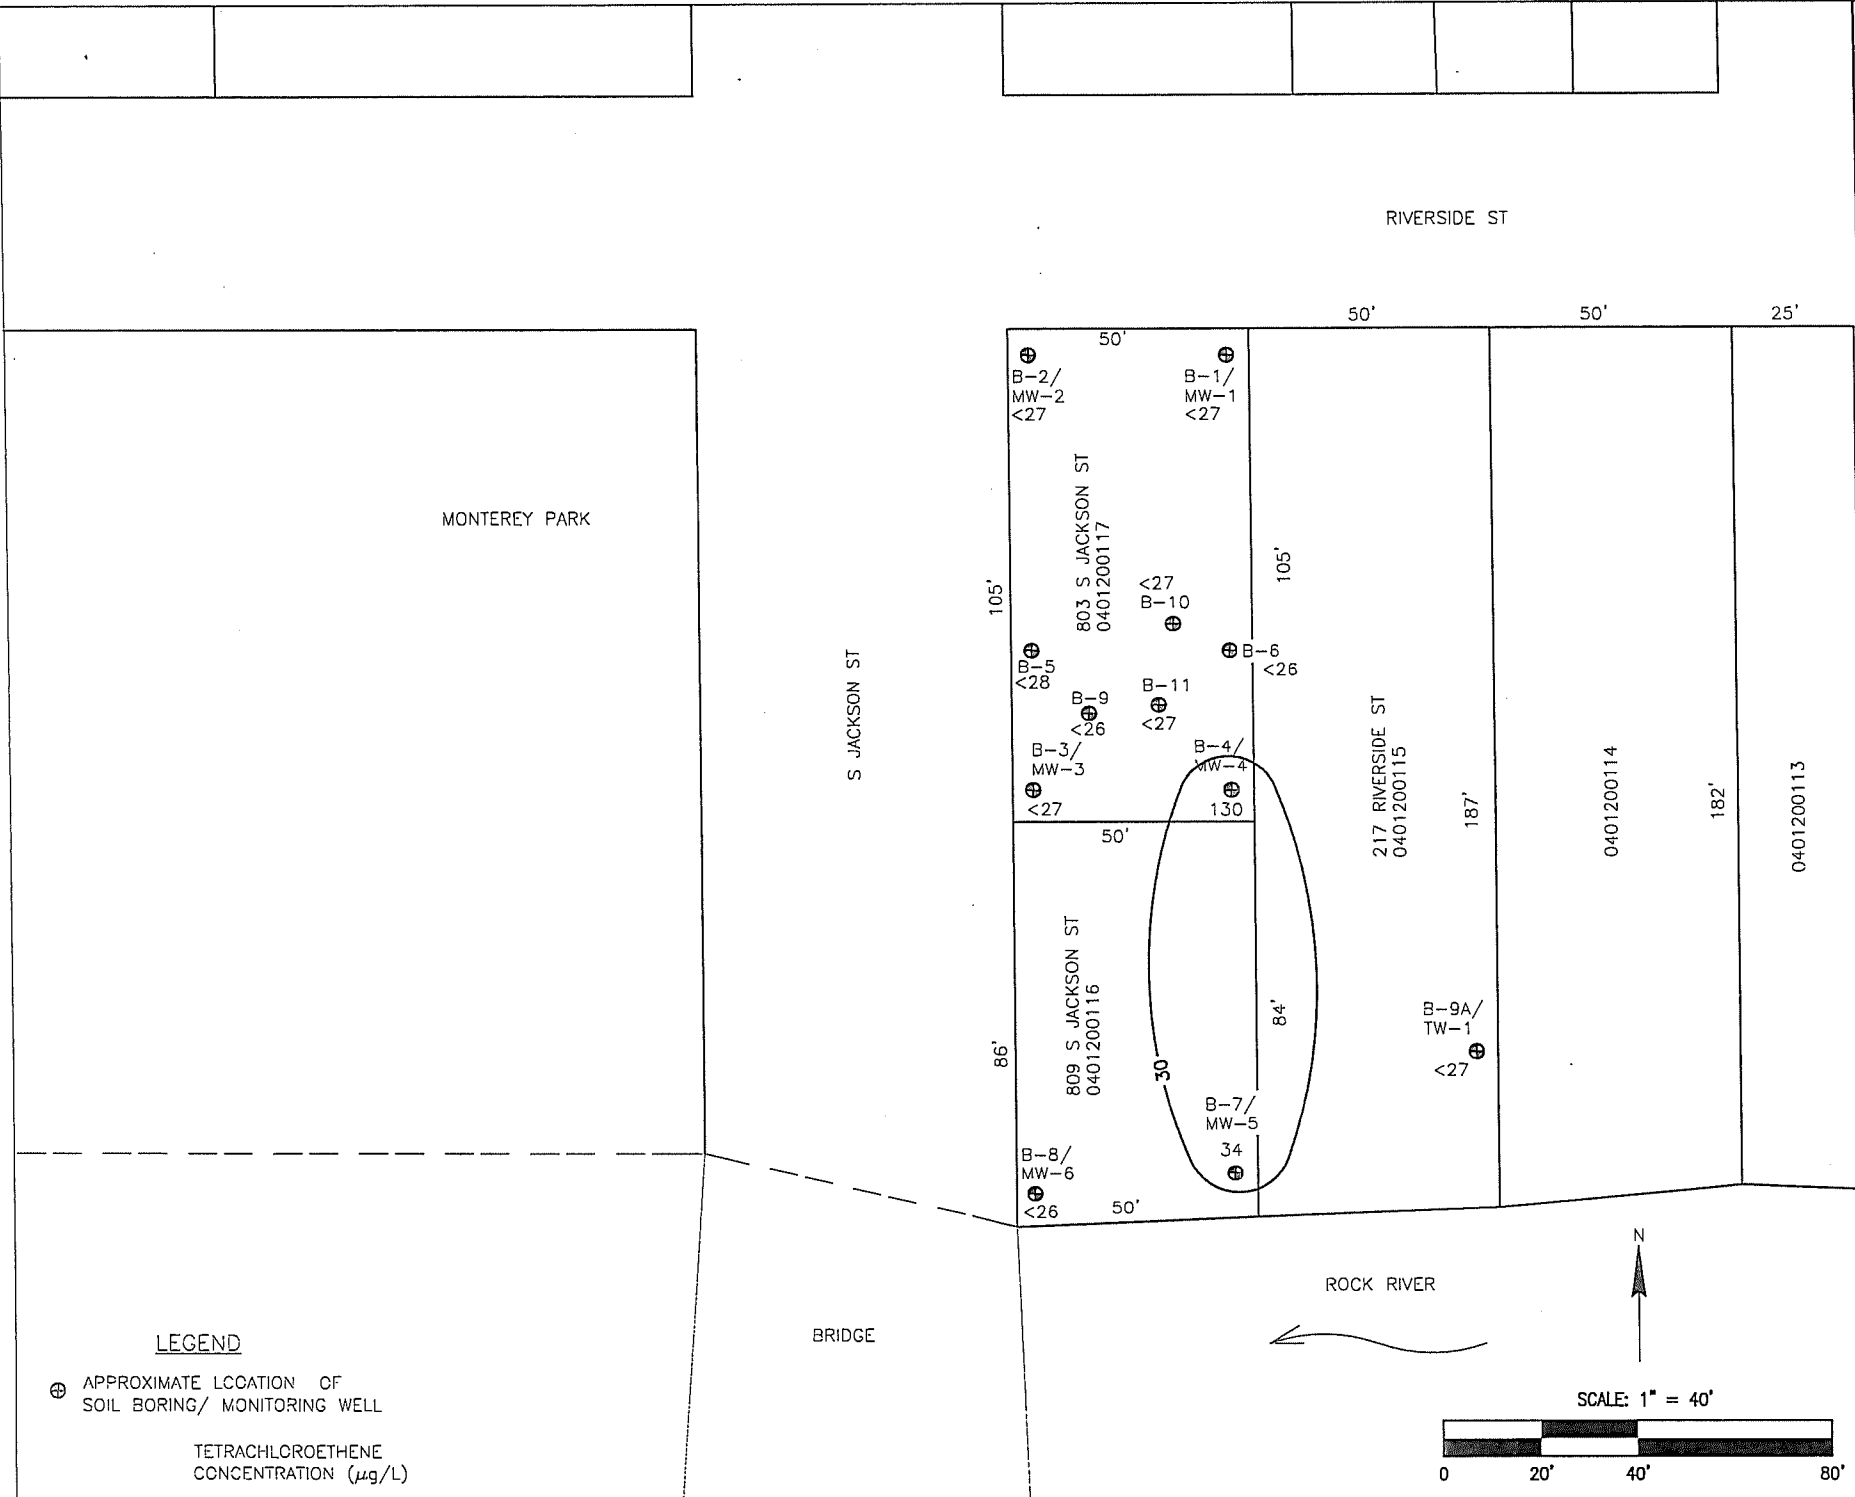 RIVERSIDE ST
50'
50'
25'
50'
B-2/
MW-2
<27
B-1/
MW-1
<27
MONTEREY PARK
803 S JACKSON ST
0401200117
105'
105'
<27
B-10
B-6
<26
B-5
<28
B-9
<26
B-11
<27
S JACKSON ST
B-3/
MW-3
<27
B-4/
MW-4
130
50'
217 RIVERSIDE ST
0401200115
187'
0401200114
182'
0401200113
809 S JACKSON ST
0401200116
86'
84'
30
B-9A/
TW-1
<27
B-7/
MW-5
34
B-8/
MW-6
<26
50'
N
ROCK RIVER
BRIDGE
LEGEND
APPROXIMATE LOCATION OF
SOIL BORING/ MONITORING WELL
TETRACHLOROETHENE
CONCENTRATION (µg/L)
SCALE: 1" = 40'
0 20' 40' 80'